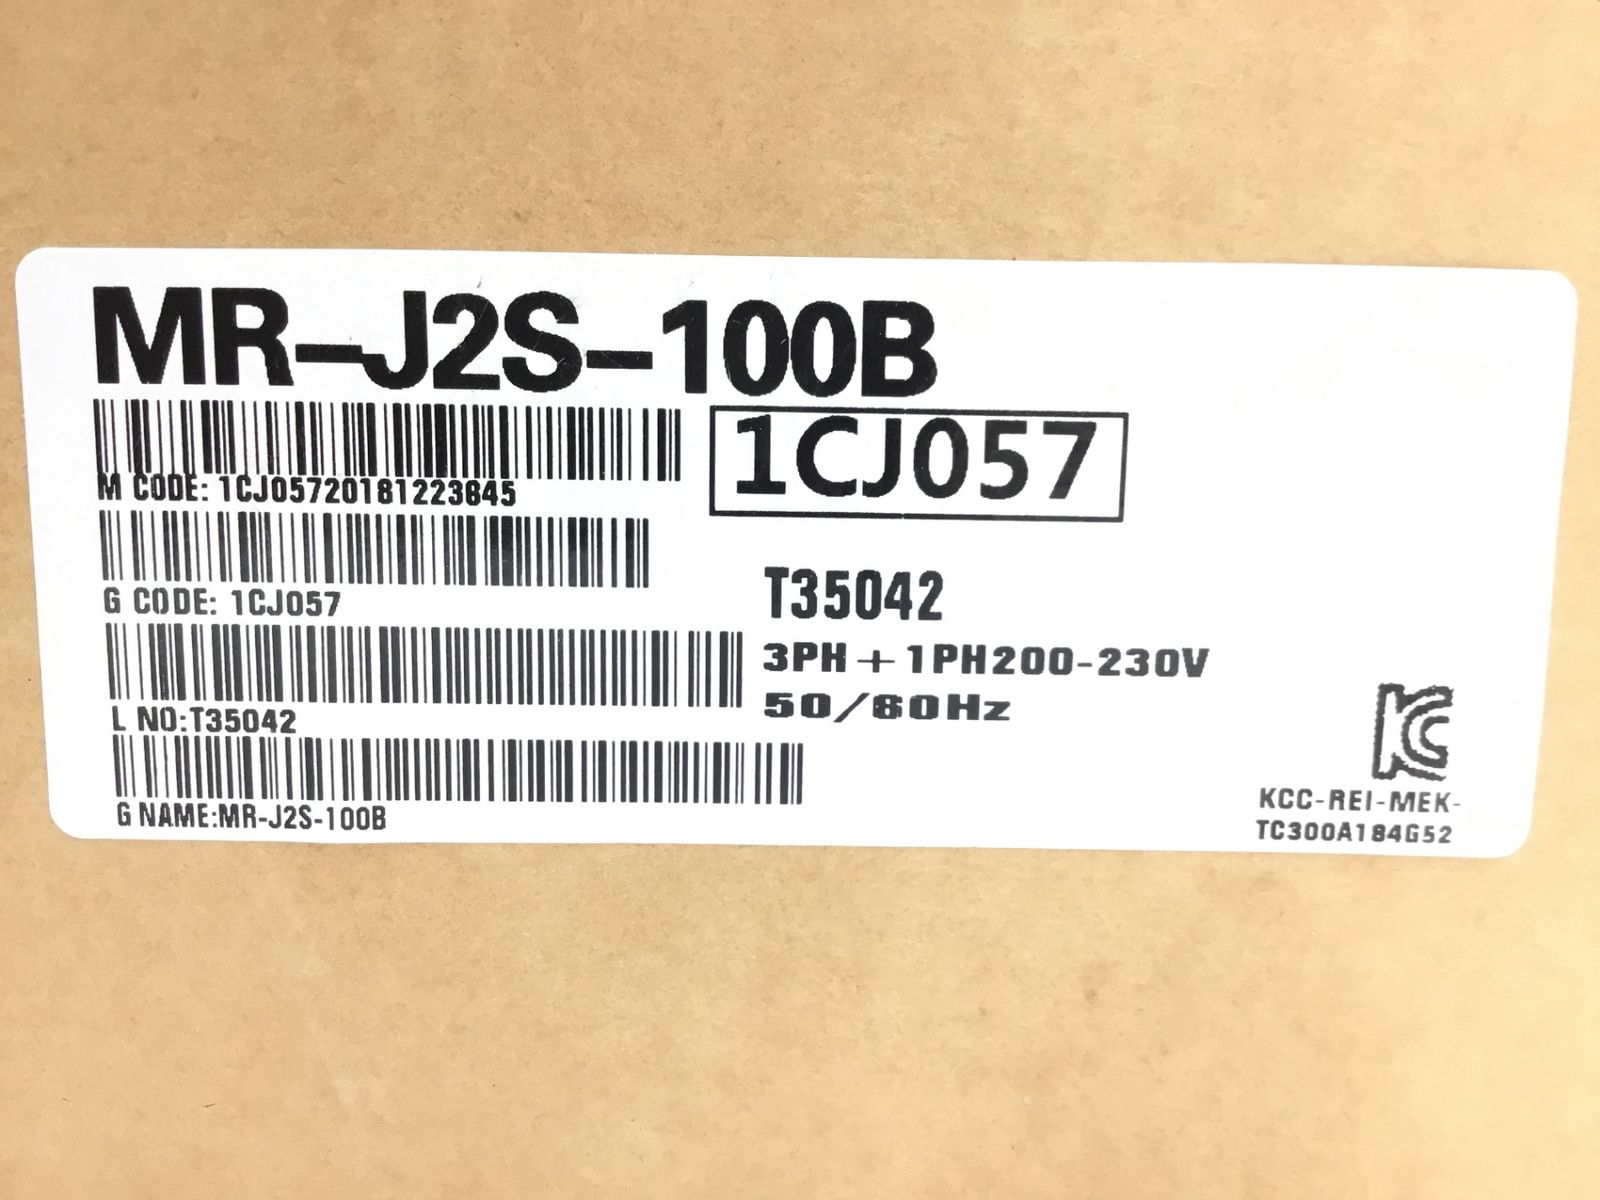 MR-J2S-100B
1CJ057
M CODE: 1CJ05720181223845
G CODE: 1CJ057
T35042
3PH+1PH200-230V
50/60Hz
L NO:T35042
G NAME:MR-J2S-100B
KC
KCC-REI-MEK-
TC300A184G52